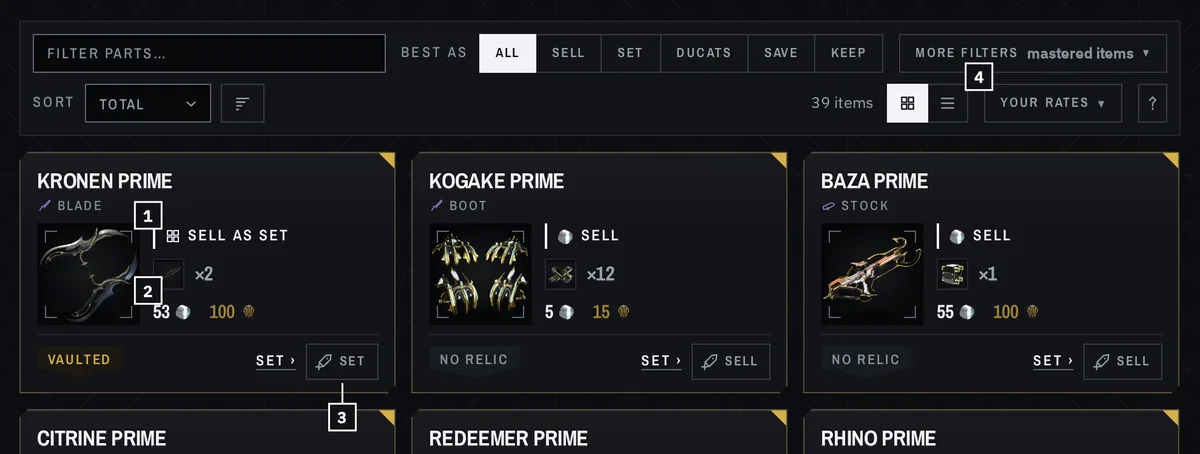 FILTER PARTS...
BEST AS
ALL
SELL
SET
DUCATS
SAVE
KEEP
MORE FILTERS mastered items ▼
4
SORT
TOTAL
39 items
YOUR RATES ▼
?
KRONEN PRIME
BLADE
1
SELL AS SET
×2
2
53
100
VAULTED
SET ›
SET
3
KOGAKE PRIME
BOOT
SELL
×12
5
15
NO RELIC
SET ›
SELL
BAZA PRIME
STOCK
SELL
×1
55
100
NO RELIC
SET ›
SELL
CITRINE PRIME
REDEEMER PRIME
RHINO PRIME